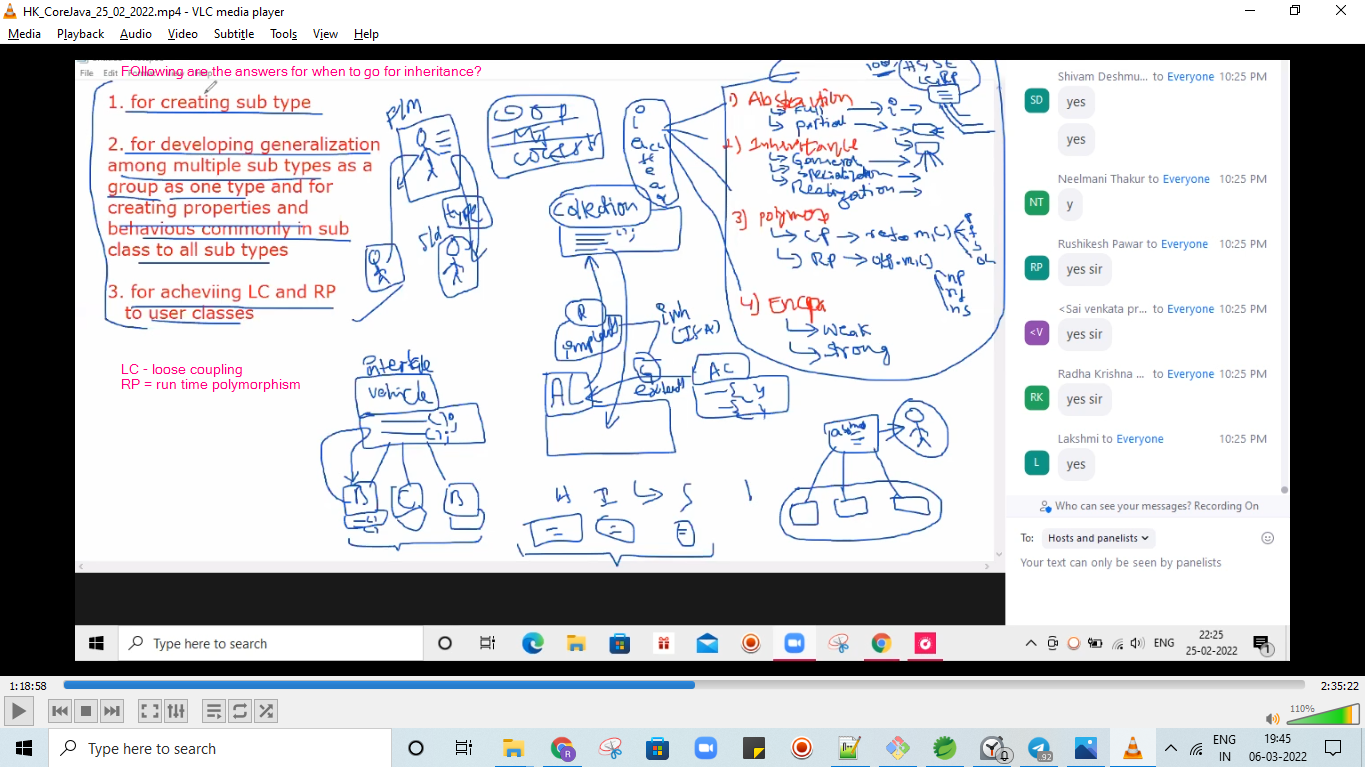 HK_CoreJava_25_02_2022.mp4 - VLC media player
Media Playback Audio Video Subtitle Tools View Help
File Edit
FOllowing are the answers for when to go for inheritance?
1. for creating sub type
2. for developing generalization
among multiple sub types as a
group as one type and for
creating properties and
behavious commonly in sub
class to all sub types
3. for acheviing LC and RP
to user classes
LC - loose coupling
RP = run time polymorphism
OOP
type
Collection
1) Abstraction
Full
partial
2) Inheritance
General
Specialization
Realization
3) polymorp
CP
RP
4) Encap
weak
strong
inh
(IS-A)
R
AL
AC
interface
vehicle
B C B
H I S
Shivam Deshmu... to Everyone 10:25 PM
SD
yes
yes
Neelmani Thakur to Everyone 10:25 PM
NT
y
Rushikesh Pawar to Everyone 10:25 PM
RP
yes sir
<Sai venkata pr... to Everyone 10:25 PM
<V
yes sir
Radha Krishna ... to Everyone 10:25 PM
RK
yes sir
Lakshmi to Everyone 10:25 PM
L
yes
Who can see your messages? Recording On
To: Hosts and panelists
Your text can only be seen by panelists
Type here to search
ENG
22:25
25-02-2022
1
1:18:58
2:35:22
110%
Type here to search
R
.92
ENG
IN
19:45
06-03-2022